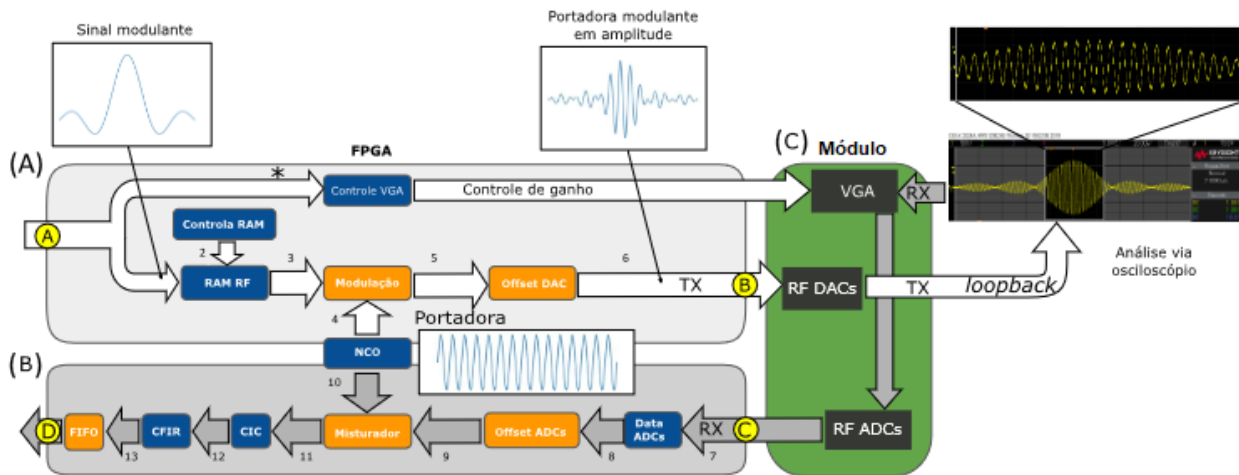 Sinal modulante
Portadora modulante
em amplitude
(A)
FPGA
(C)
Módulo
*
Controle VGA
Controle de ganho
VGA
RX
KEYSIGHT
A
Controla RAM
2
RAM RF
3
Modulação
5
Offset DAC
6
TX
B
RF DACs
TX
loopback
Análise via
osciloscópio
4
Portadora
NCO
(B)
10
D
FIFO
13
CFIR
12
CIC
11
Misturador
9
Offset ADCs
8
Data
ADCs
7
RX
C
RF ADCs